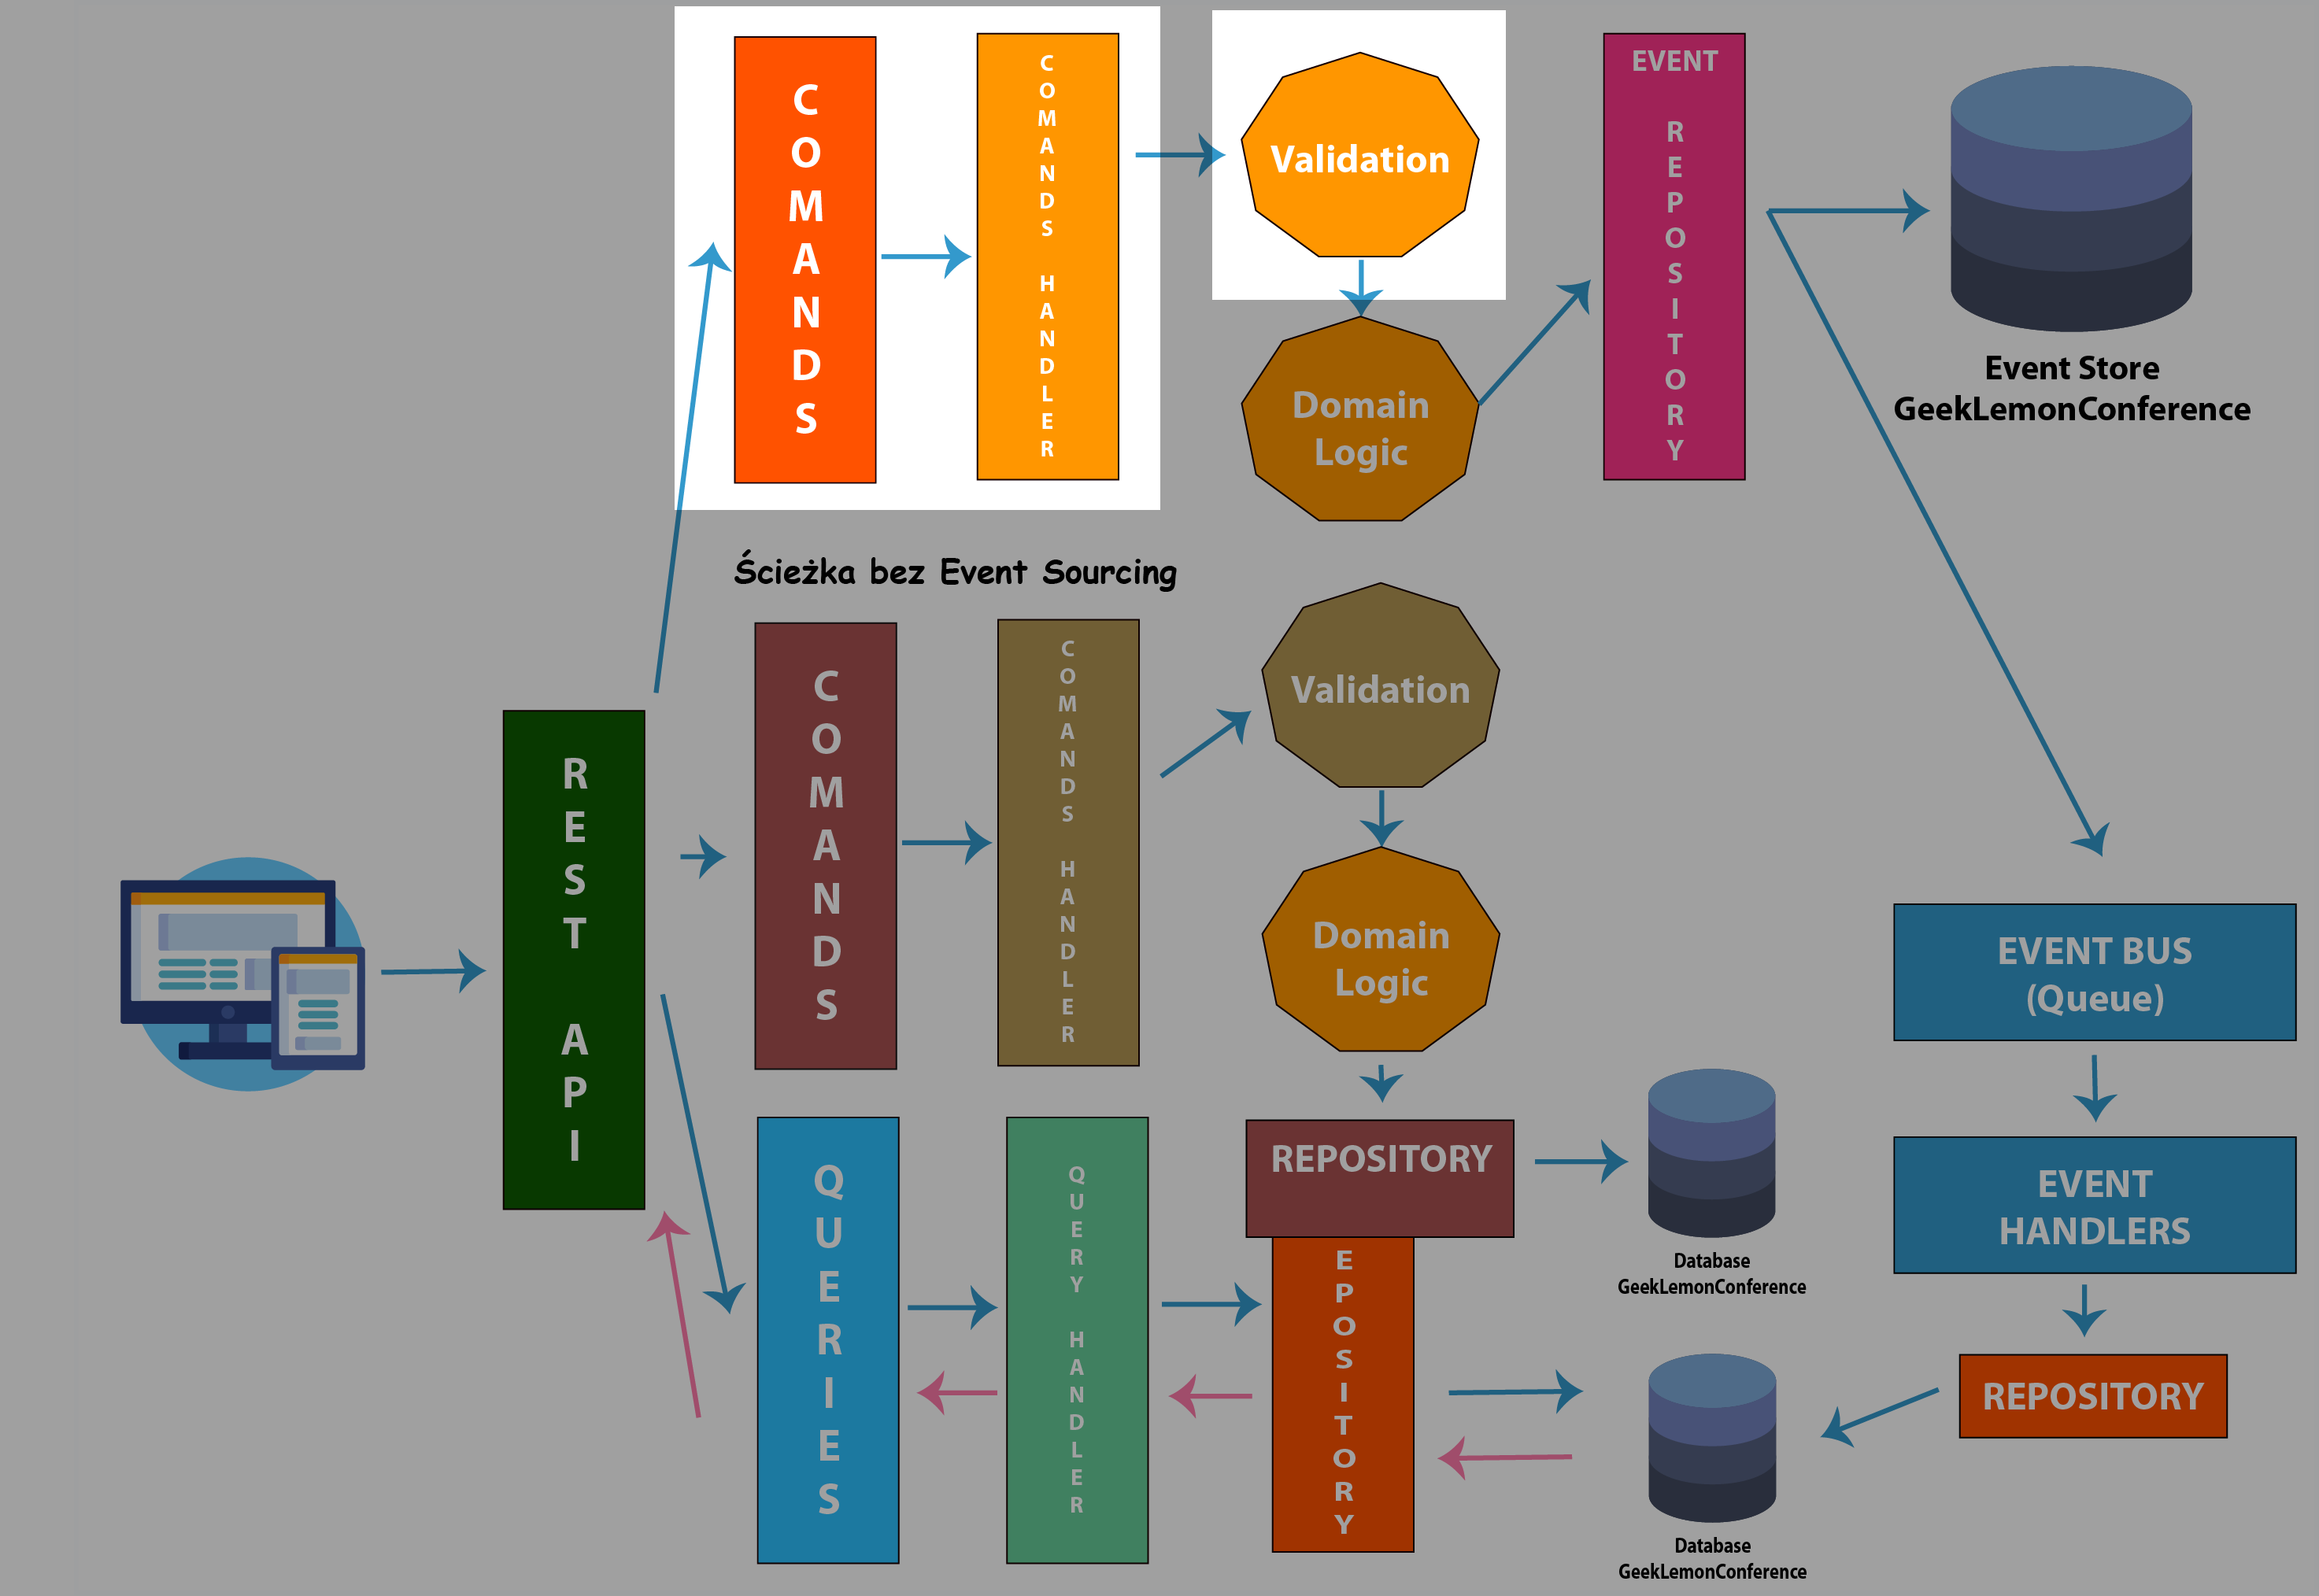 COMANDS
COMANDS HANDLER
Validation
Domain
Logic
EVENT
REPOSITORY
Event Store
GeekLemonConference
Ścieżka bez Event Sourcing
REST API
COMANDS
COMANDS HANDLER
Validation
Domain
Logic
REPOSITORY
Database
GeekLemonConference
EVENT BUS
(Queue)
EVENT
HANDLERS
REPOSITORY
QUERIES
QUERY HANDLER
EPOSITORY
Database
GeekLemonConference